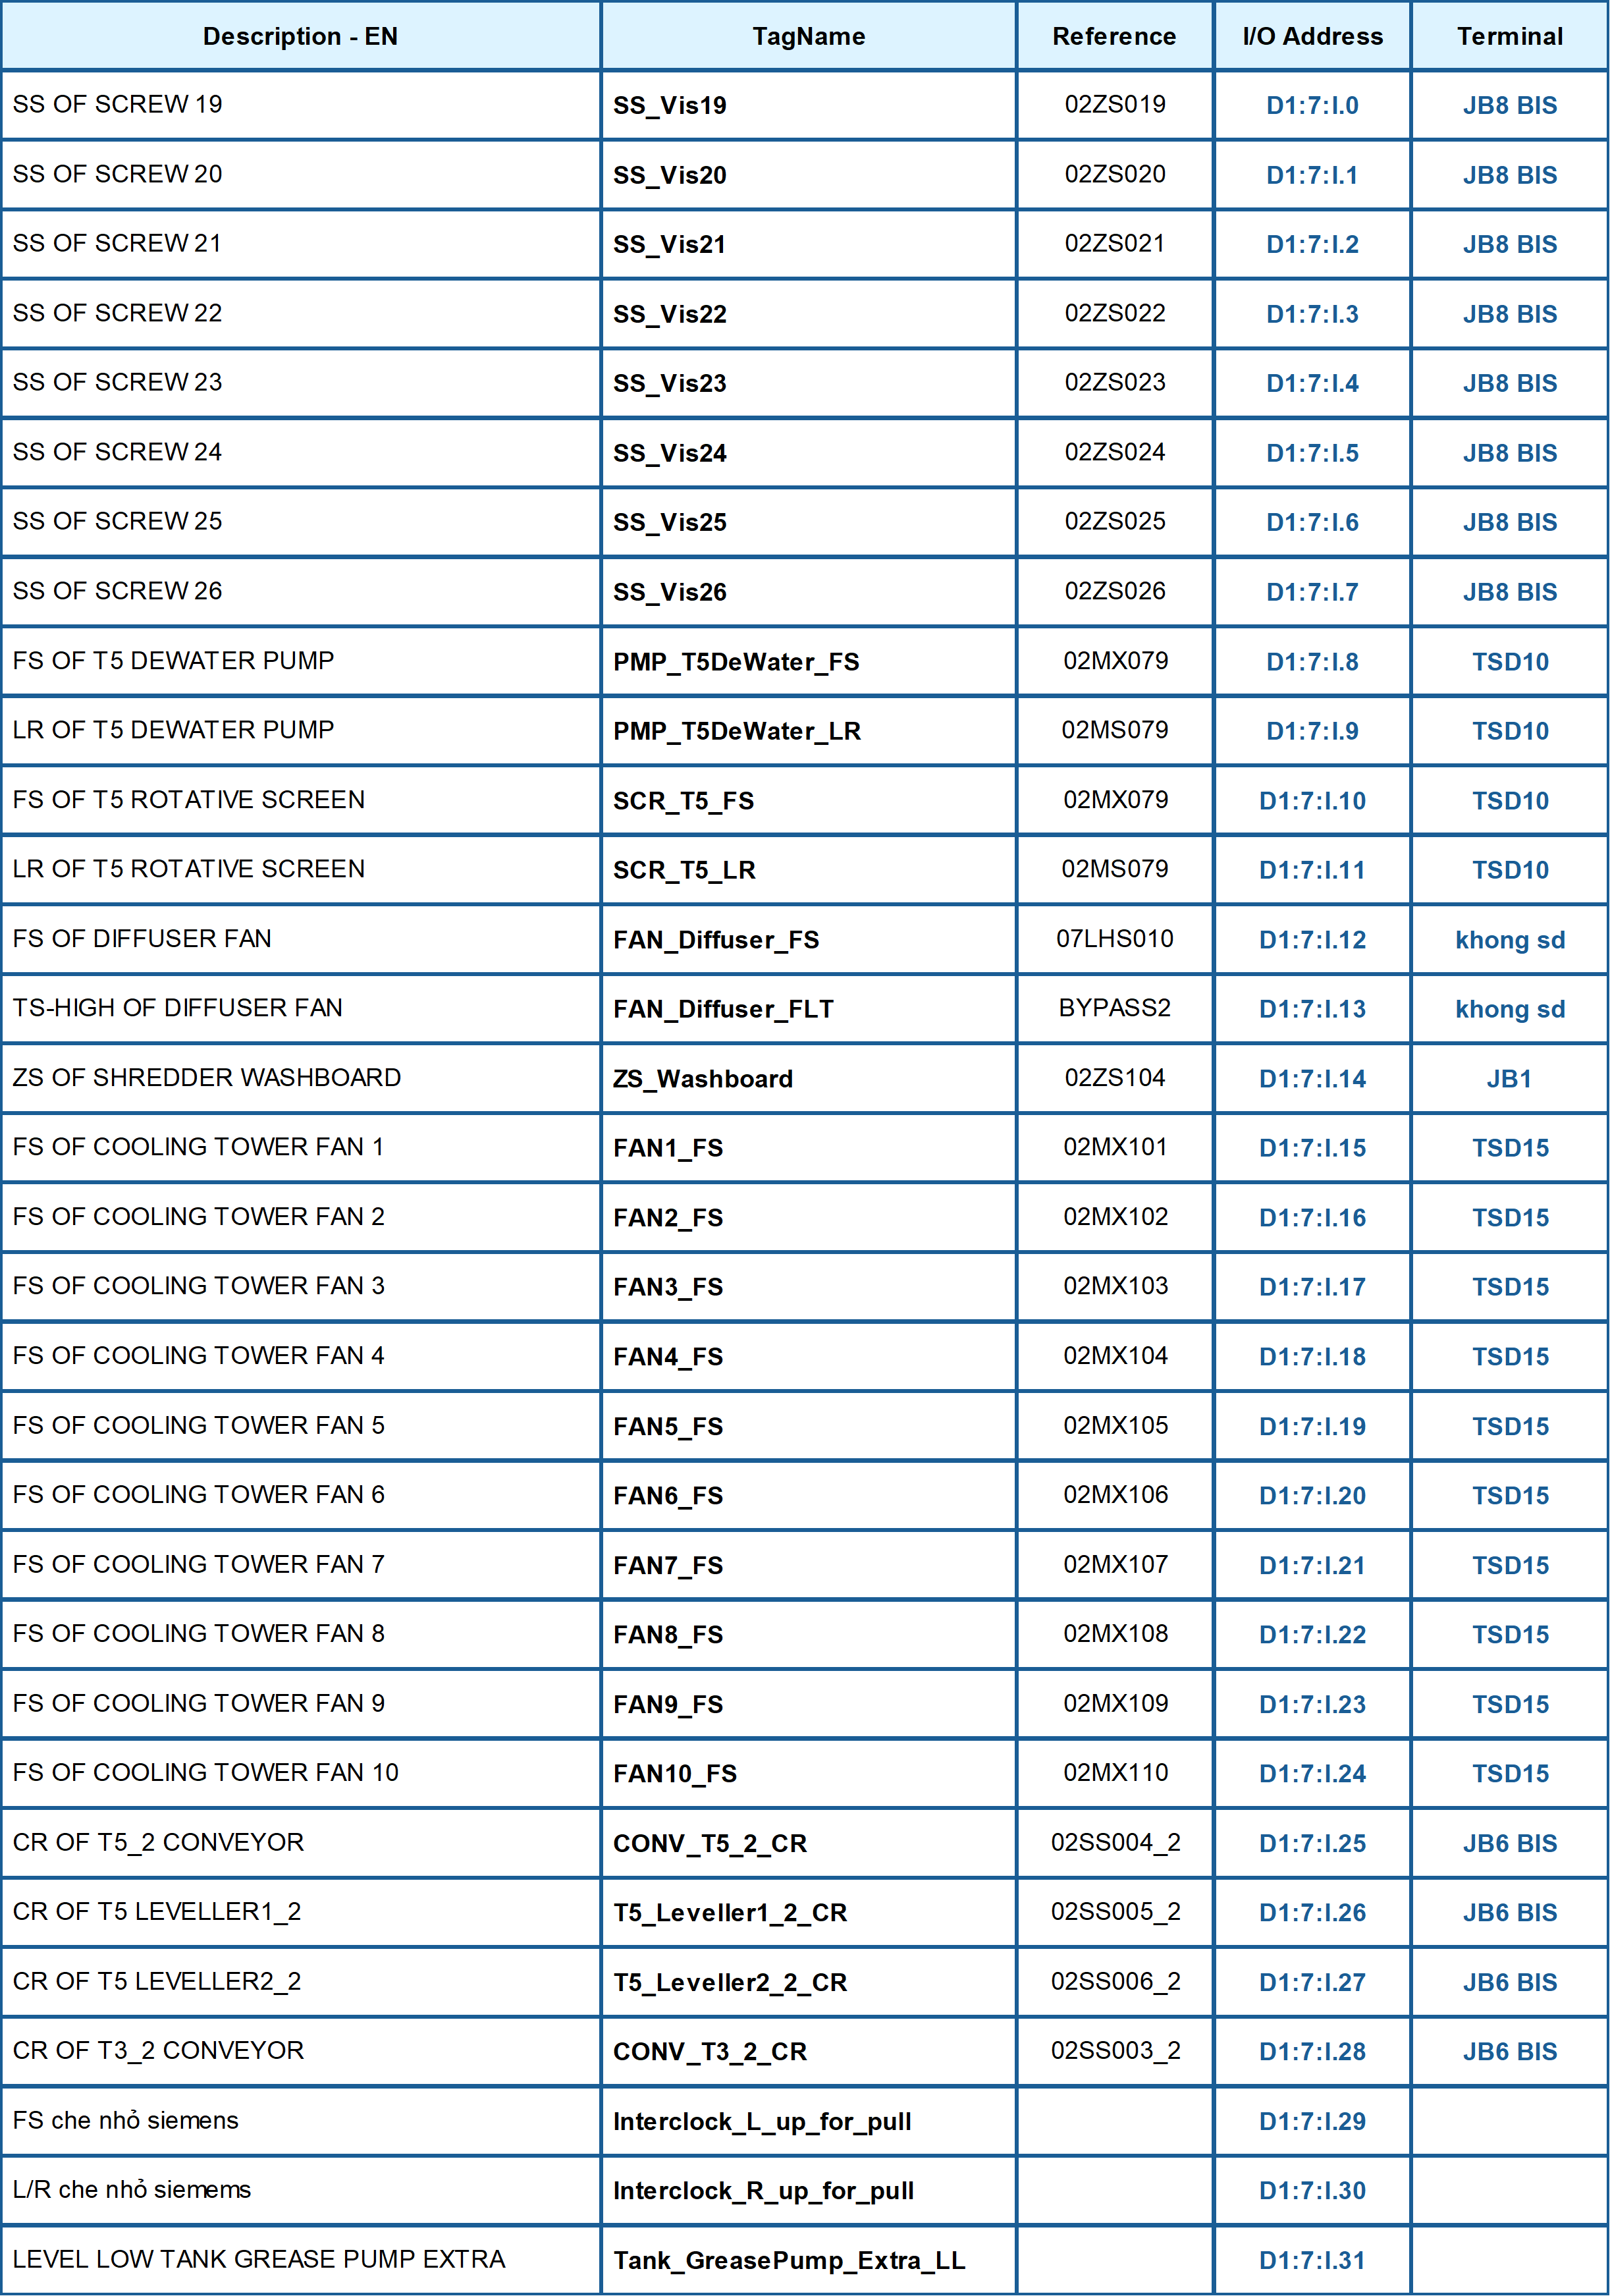 Description - EN TagName Reference I/O Address Terminal
SS OF SCREW 19 SS_Vis19 02ZS019 D1:7:I.0 JB8 BIS
SS OF SCREW 20 SS_Vis20 02ZS020 D1:7:I.1 JB8 BIS
SS OF SCREW 21 SS_Vis21 02ZS021 D1:7:I.2 JB8 BIS
SS OF SCREW 22 SS_Vis22 02ZS022 D1:7:I.3 JB8 BIS
SS OF SCREW 23 SS_Vis23 02ZS023 D1:7:I.4 JB8 BIS
SS OF SCREW 24 SS_Vis24 02ZS024 D1:7:I.5 JB8 BIS
SS OF SCREW 25 SS_Vis25 02ZS025 D1:7:I.6 JB8 BIS
SS OF SCREW 26 SS_Vis26 02ZS026 D1:7:I.7 JB8 BIS
FS OF T5 DEWATER PUMP PMP_T5DeWater_FS 02MX079 D1:7:I.8 TSD10
LR OF T5 DEWATER PUMP PMP_T5DeWater_LR 02MS079 D1:7:I.9 TSD10
FS OF T5 ROTATIVE SCREEN SCR_T5_FS 02MX079 D1:7:I.10 TSD10
LR OF T5 ROTATIVE SCREEN SCR_T5_LR 02MS079 D1:7:I.11 TSD10
FS OF DIFFUSER FAN FAN_Diffuser_FS 07LHS010 D1:7:I.12 khong sd
TS-HIGH OF DIFFUSER FAN FAN_Diffuser_FLT BYPASS2 D1:7:I.13 khong sd
ZS OF SHREDDER WASHBOARD ZS_Washboard 02ZS104 D1:7:I.14 JB1
FS OF COOLING TOWER FAN 1 FAN1_FS 02MX101 D1:7:I.15 TSD15
FS OF COOLING TOWER FAN 2 FAN2_FS 02MX102 D1:7:I.16 TSD15
FS OF COOLING TOWER FAN 3 FAN3_FS 02MX103 D1:7:I.17 TSD15
FS OF COOLING TOWER FAN 4 FAN4_FS 02MX104 D1:7:I.18 TSD15
FS OF COOLING TOWER FAN 5 FAN5_FS 02MX105 D1:7:I.19 TSD15
FS OF COOLING TOWER FAN 6 FAN6_FS 02MX106 D1:7:I.20 TSD15
FS OF COOLING TOWER FAN 7 FAN7_FS 02MX107 D1:7:I.21 TSD15
FS OF COOLING TOWER FAN 8 FAN8_FS 02MX108 D1:7:I.22 TSD15
FS OF COOLING TOWER FAN 9 FAN9_FS 02MX109 D1:7:I.23 TSD15
FS OF COOLING TOWER FAN 10 FAN10_FS 02MX110 D1:7:I.24 TSD15
CR OF T5_2 CONVEYOR CONV_T5_2_CR 02SS004_2 D1:7:I.25 JB6 BIS
CR OF T5 LEVELLER1_2 T5_Leveller1_2_CR 02SS005_2 D1:7:I.26 JB6 BIS
CR OF T5 LEVELLER2_2 T5_Leveller2_2_CR 02SS006_2 D1:7:I.27 JB6 BIS
CR OF T3_2 CONVEYOR CONV_T3_2_CR 02SS003_2 D1:7:I.28 JB6 BIS
FS che nhỏ siemens Interclock_L_up_for_pull D1:7:I.29
L/R che nhỏ siemems Interclock_R_up_for_pull D1:7:I.30
LEVEL LOW TANK GREASE PUMP EXTRA Tank_GreasePump_Extra_LL D1:7:I.31